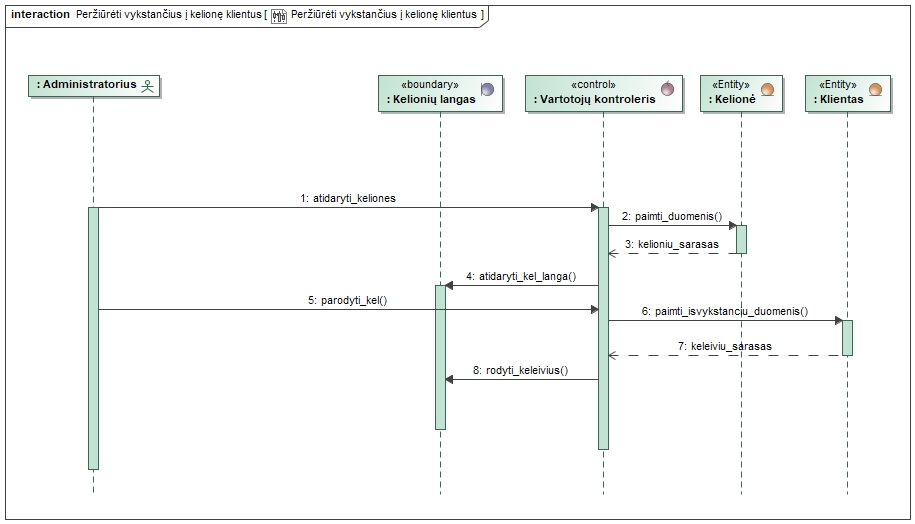 interaction Peržiūrėti vykstančius į kelionę klientus [ Peržiūrėti vykstančius į kelionę klientus ]
: Administratorius
«boundary»
: Kelionių langas
«control»
: Vartotojų kontroleris
«Entity»
: Kelionė
«Entity»
: Klientas
1: atidaryti_keliones
2: paimti_duomenis()
3: kelioniu_sarasas
4: atidaryti_kel_langa()
5: parodyti_kel()
6: paimti_isvykstanciu_duomenis()
7: keleiviu_sarasas
8: rodyti_keleivius()